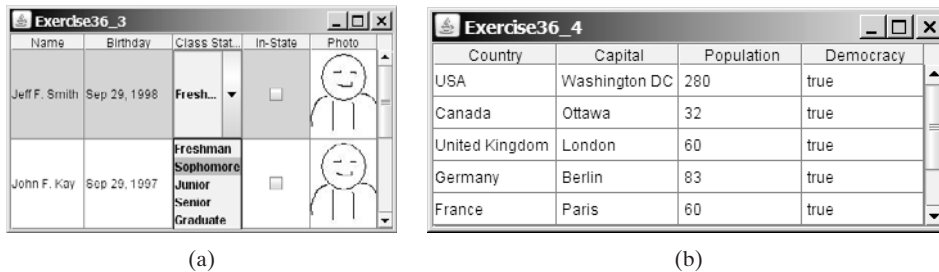 Exercise36_3
Name Birthday Class Stat... In-State Photo
Jeff F. Smith Sep 29, 1998 Fresh...
Freshman
Sophomore
John F. Kay Sep 29, 1997 Junior
Senior
Graduate
(a)
Exercise36_4
Country Capital Population Democracy
USA Washington DC 280 true
Canada Ottawa 32 true
United Kingdom London 60 true
Germany Berlin 83 true
France Paris 60 true
(b)